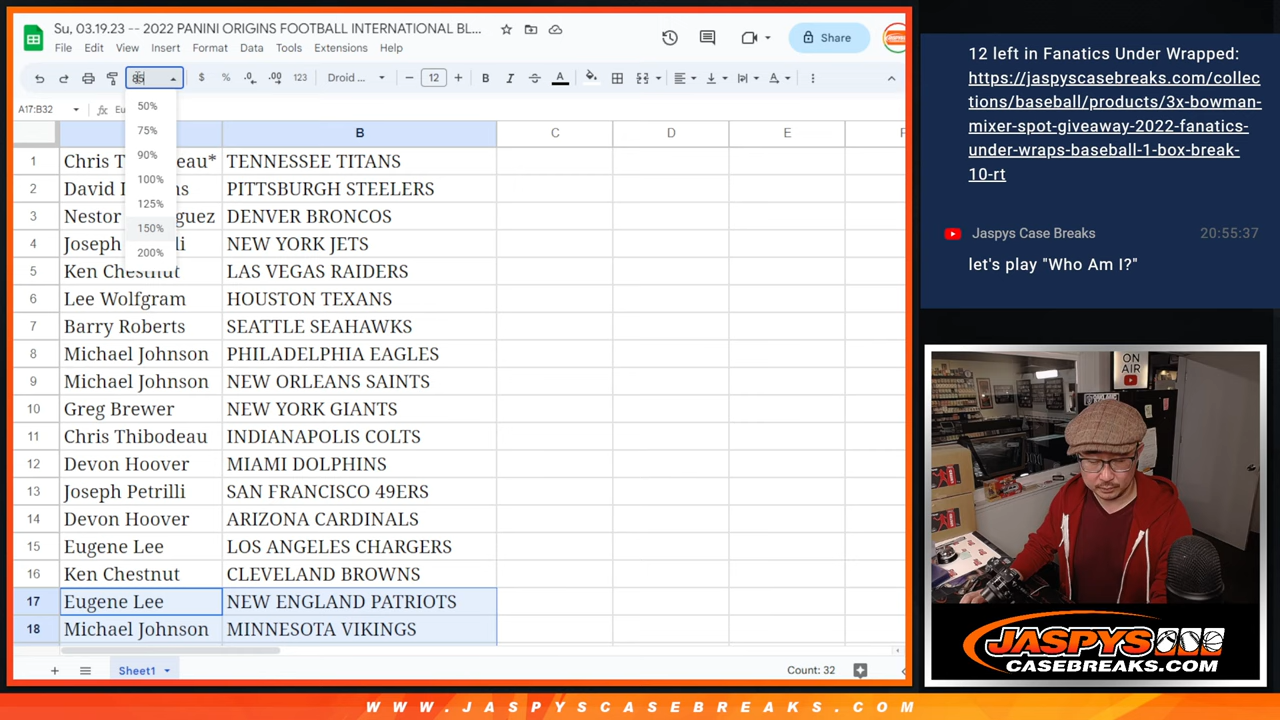 Su, 03.19.23 -- 2022 PANINI ORIGINS FOOTBALL INTERNATIONAL BL...
File Edit View Insert Format Data Tools Extensions Help
Share
85 $ % .0 .00 123 Droid ... 12 B I A
A17:B32 fx Eu
50%
75%
90%
100%
125%
150%
200%
B C D E
1 Chris T eau* TENNESSEE TITANS
2 David ns PITTSBURGH STEELERS
3 Nestor guez DENVER BRONCOS
4 Joseph li NEW YORK JETS
5 Ken Chestnut LAS VEGAS RAIDERS
6 Lee Wolfgram HOUSTON TEXANS
7 Barry Roberts SEATTLE SEAHAWKS
8 Michael Johnson PHILADELPHIA EAGLES
9 Michael Johnson NEW ORLEANS SAINTS
10 Greg Brewer NEW YORK GIANTS
11 Chris Thibodeau INDIANAPOLIS COLTS
12 Devon Hoover MIAMI DOLPHINS
13 Joseph Petrilli SAN FRANCISCO 49ERS
14 Devon Hoover ARIZONA CARDINALS
15 Eugene Lee LOS ANGELES CHARGERS
16 Ken Chestnut CLEVELAND BROWNS
17 Eugene Lee NEW ENGLAND PATRIOTS
18 Michael Johnson MINNESOTA VIKINGS
Sheet1 Count: 32
12 left in Fanatics Under Wrapped:
https://jaspyscasebreaks.com/collec
tions/baseball/products/3x-bowman-
mixer-spot-giveaway-2022-fanatics-
under-wraps-baseball-1-box-break-
10-rt
Jaspys Case Breaks 20:55:37
let's play "Who Am I?"
ON
AIR
JASPYS
CASEBREAKS.COM
WWW.JASPYSCASEBREAKS.COM